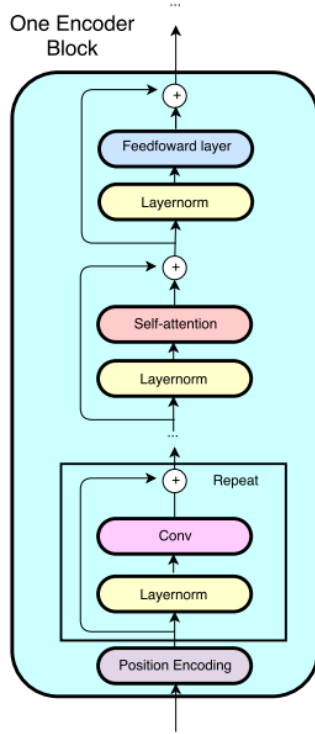 ...
One Encoder
Block
+
Feedfoward layer
Layernorm
+
Self-attention
Layernorm
...
+
Repeat
Conv
Layernorm
Position Encoding